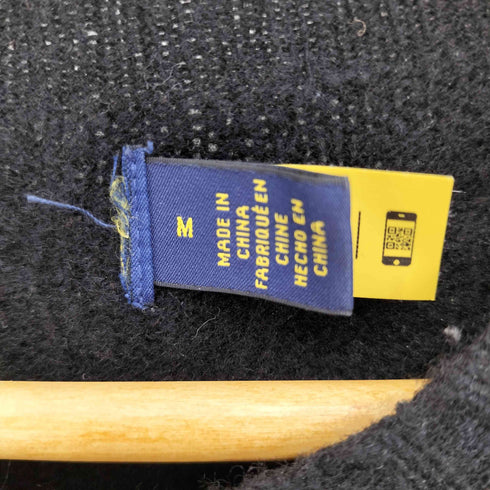 M
MADE IN
CHINA
FABRIQUÉ EN
CHINE
HECHO EN
CHINA